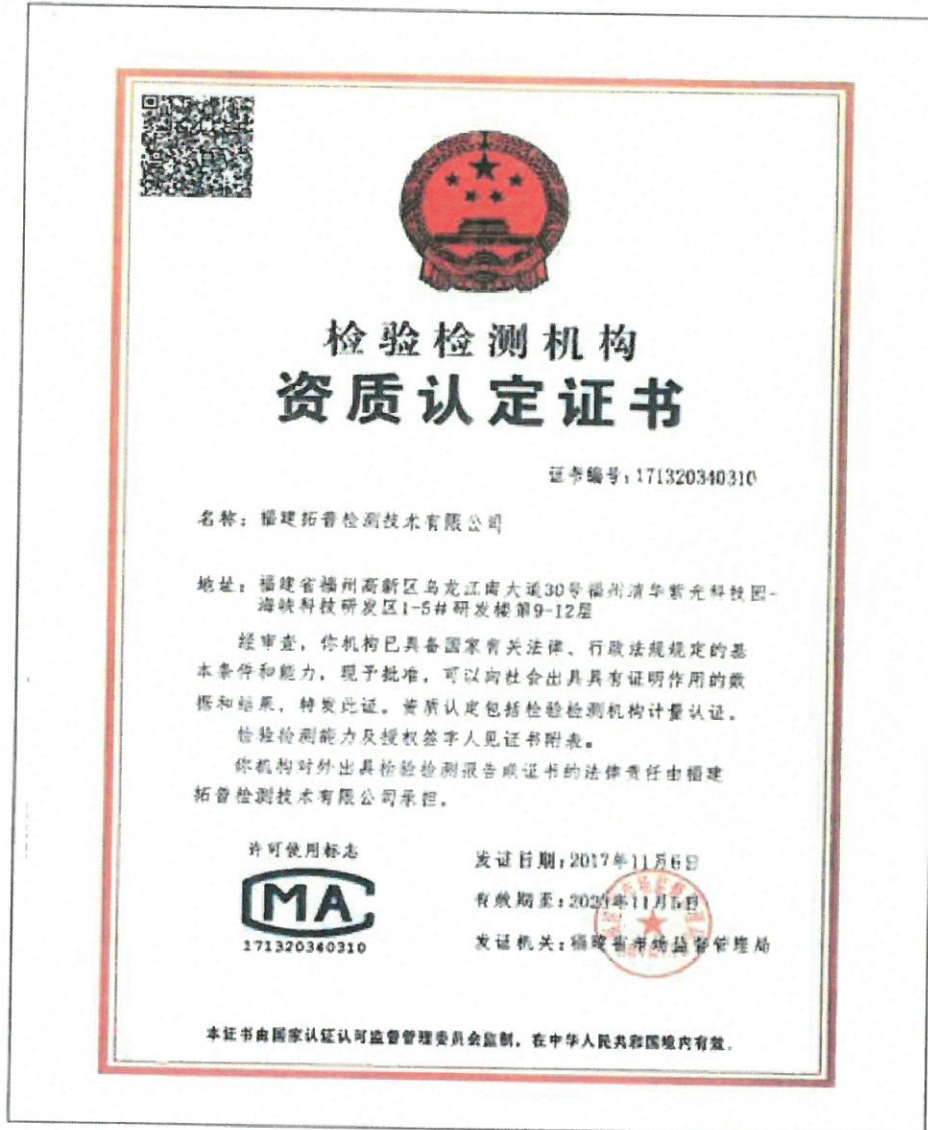 检验检测机构
资质认定证书
证书编号：171320340310
名称：福建拓普检测技术有限公司
地址：福建省福州高新区乌龙江南大道30号福州清华紫光科技园-
海峡科技研发区1-5#研发楼第9-12层
经审查，你机构已具备国家有关法律、行政法规规定的基
本条件和能力，现予批准，可以向社会出具具有证明作用的数
据和结果，特发此证。资质认定包括检验检测机构计量认证。
检验检测能力及授权签字人见证书附表。
你机构对外出具检验检测报告或证书的法律责任由福建
拓普检测技术有限公司承担。
许可使用标志
MA
171320340310
发证日期：2017年11月6日
有效期至：2023年11月5日
发证机关：福建省市场监督管理局
本证书由国家认证认可监督管理委员会监制，在中华人民共和国境内有效。